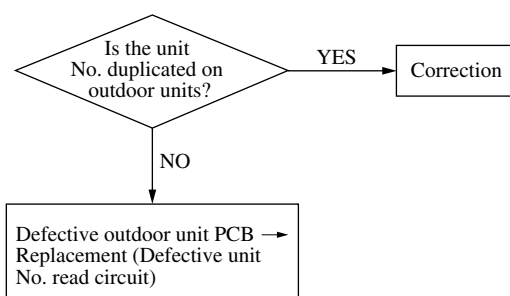 Is the unit
No. duplicated on
outdoor units?
YES
Correction
NO
Defective outdoor unit PCB →
Replacement (Defective unit
No. read circuit)